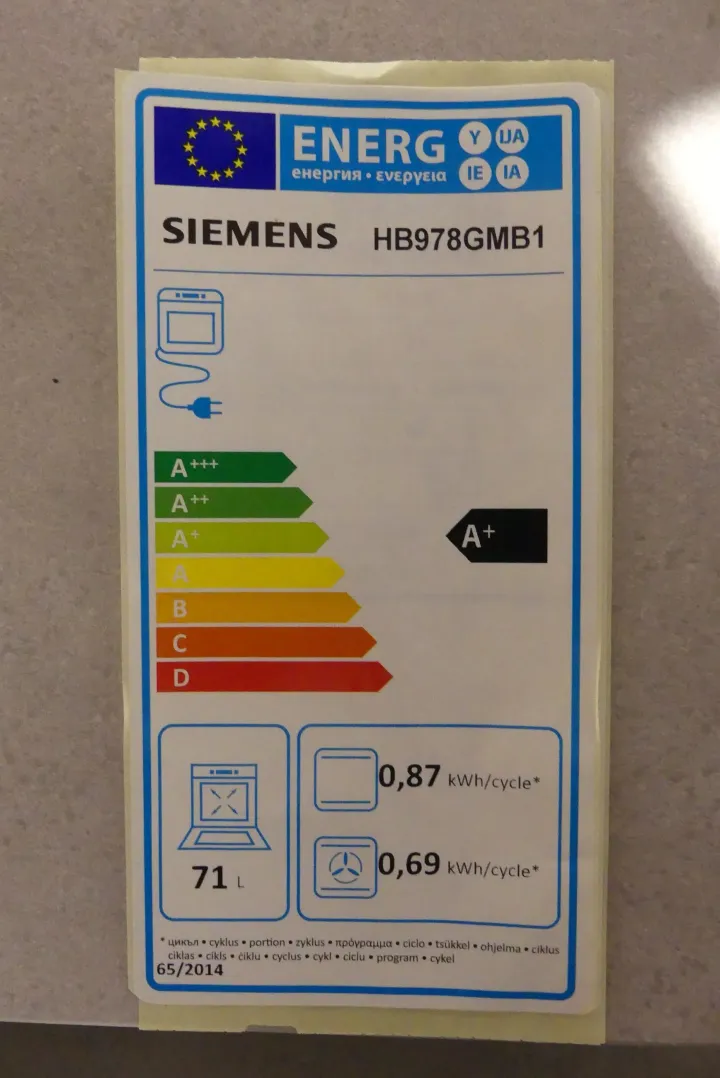 ENERG Y IJA
енергия • ενεργεια IE IA
SIEMENS HB978GMB1
A+++
A++
A+
A+
A
B
C
D
0,87 kWh/cycle*
0,69 kWh/cycle*
71 L
* цикъл • cyklus • portion • zyklus • πρόγραμμα • ciclo • tsükkel • ohjelma • ciklus
ciklas • cikls • ċiklu • cyclus • cykl • ciclu • program • cykel
65/2014